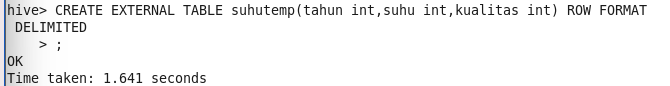 hive> CREATE EXTERNAL TABLE suhutemp(tahun int,suhu int,kualitas int) ROW FORMAT
 DELIMITED
    > ;
OK
Time taken: 1.641 seconds